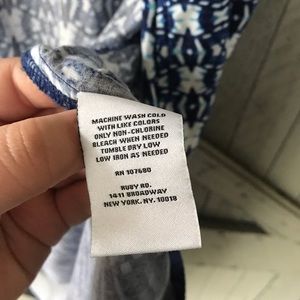 MACHINE WASH COLD
WITH LIKE COLORS
ONLY NON-CHLORINE
BLEACH WHEN NEEDED
TUMBLE DRY LOW
LOW IRON AS NEEDED
RN 107680
RUBY RD.
1411 BROADWAY
NEW YORK, NY. 10018